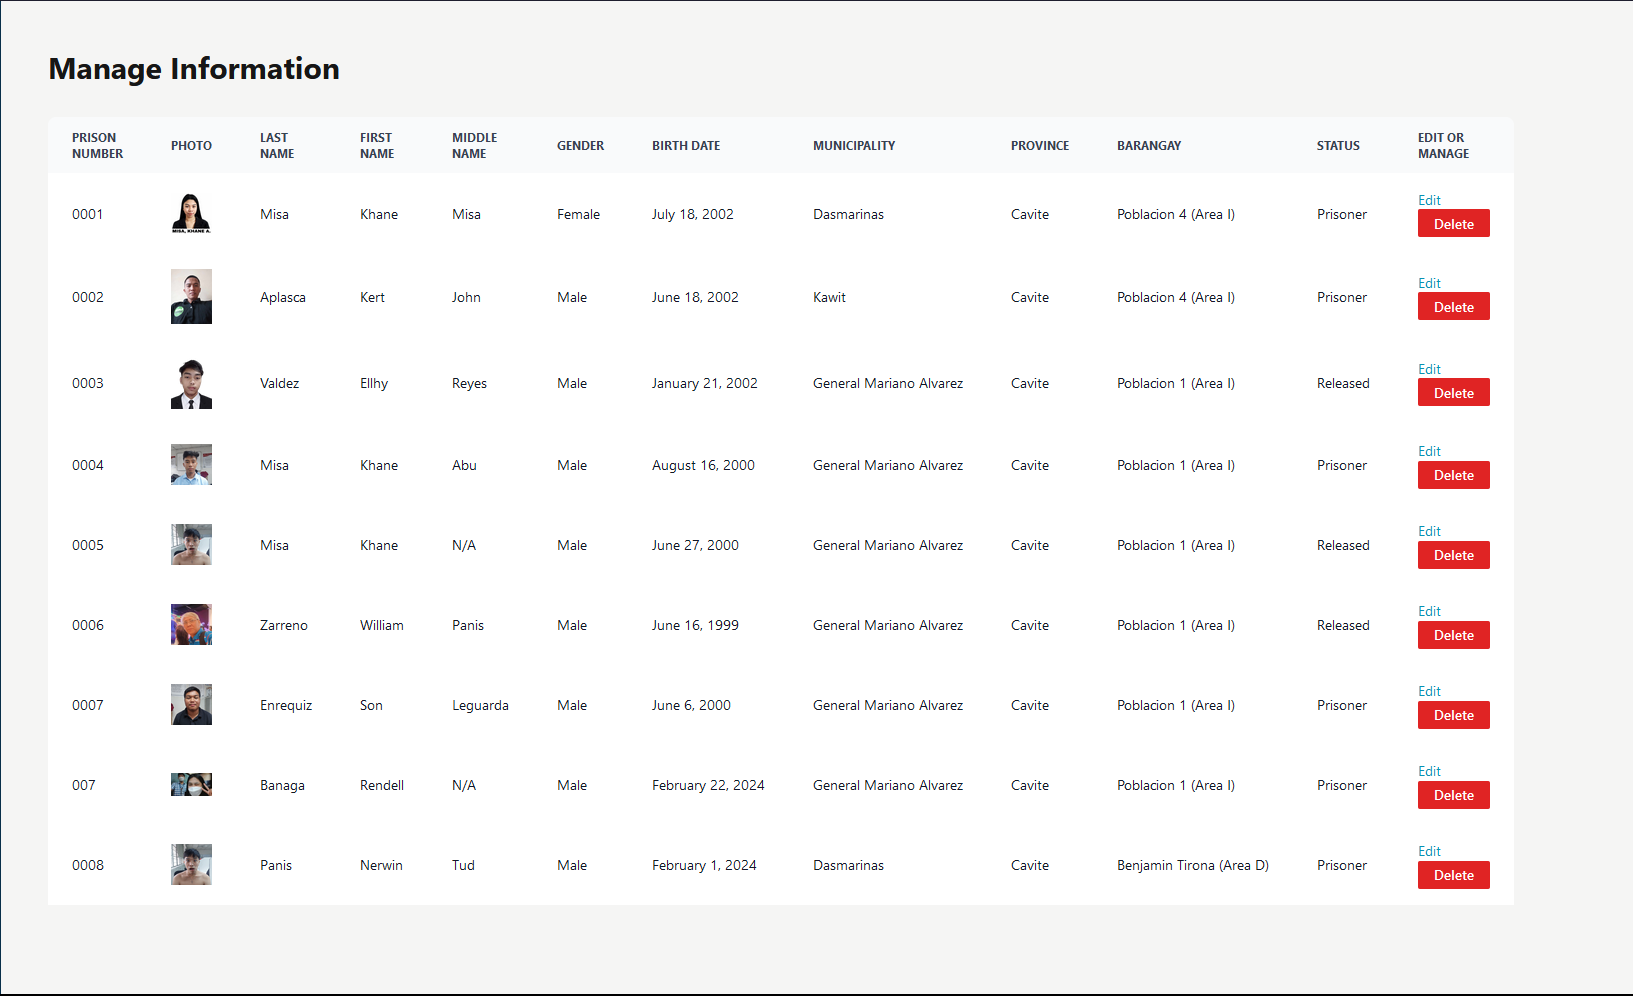 Manage Information
PRISON NUMBER PHOTO LAST NAME FIRST NAME MIDDLE NAME GENDER BIRTH DATE MUNICIPALITY PROVINCE BARANGAY STATUS EDIT OR MANAGE
0001 Misa Khane Misa Female July 18, 2002 Dasmarinas Cavite Poblacion 4 (Area I) Prisoner Edit Delete
MISA, KHANE A.
0002 Aplasca Kert John Male June 18, 2002 Kawit Cavite Poblacion 4 (Area I) Prisoner Edit Delete
0003 Valdez Ellhy Reyes Male January 21, 2002 General Mariano Alvarez Cavite Poblacion 1 (Area I) Released Edit Delete
0004 Misa Khane Abu Male August 16, 2000 General Mariano Alvarez Cavite Poblacion 1 (Area I) Prisoner Edit Delete
0005 Misa Khane N/A Male June 27, 2000 General Mariano Alvarez Cavite Poblacion 1 (Area I) Released Edit Delete
0006 Zarreno William Panis Male June 16, 1999 General Mariano Alvarez Cavite Poblacion 1 (Area I) Released Edit Delete
0007 Enrequiz Son Leguarda Male June 6, 2000 General Mariano Alvarez Cavite Poblacion 1 (Area I) Prisoner Edit Delete
007 Banaga Rendell N/A Male February 22, 2024 General Mariano Alvarez Cavite Poblacion 1 (Area I) Prisoner Edit Delete
0008 Panis Nerwin Tud Male February 1, 2024 Dasmarinas Cavite Benjamin Tirona (Area D) Prisoner Edit Delete